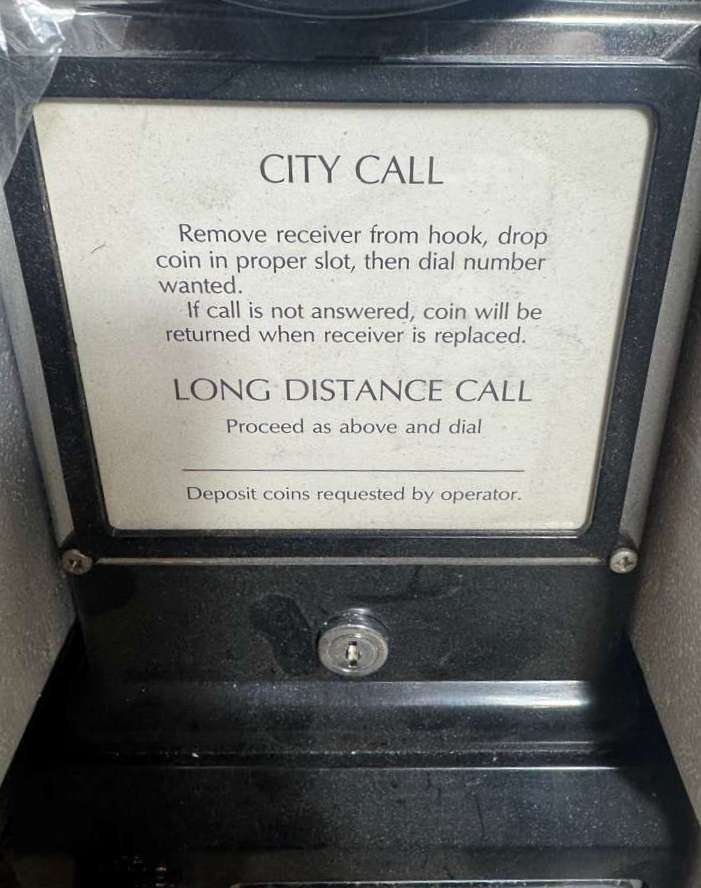 CITY CALL
Remove receiver from hook, drop
coin in proper slot, then dial number
wanted.
If call is not answered, coin will be
returned when receiver is replaced.
LONG DISTANCE CALL
Proceed as above and dial
Deposit coins requested by operator.